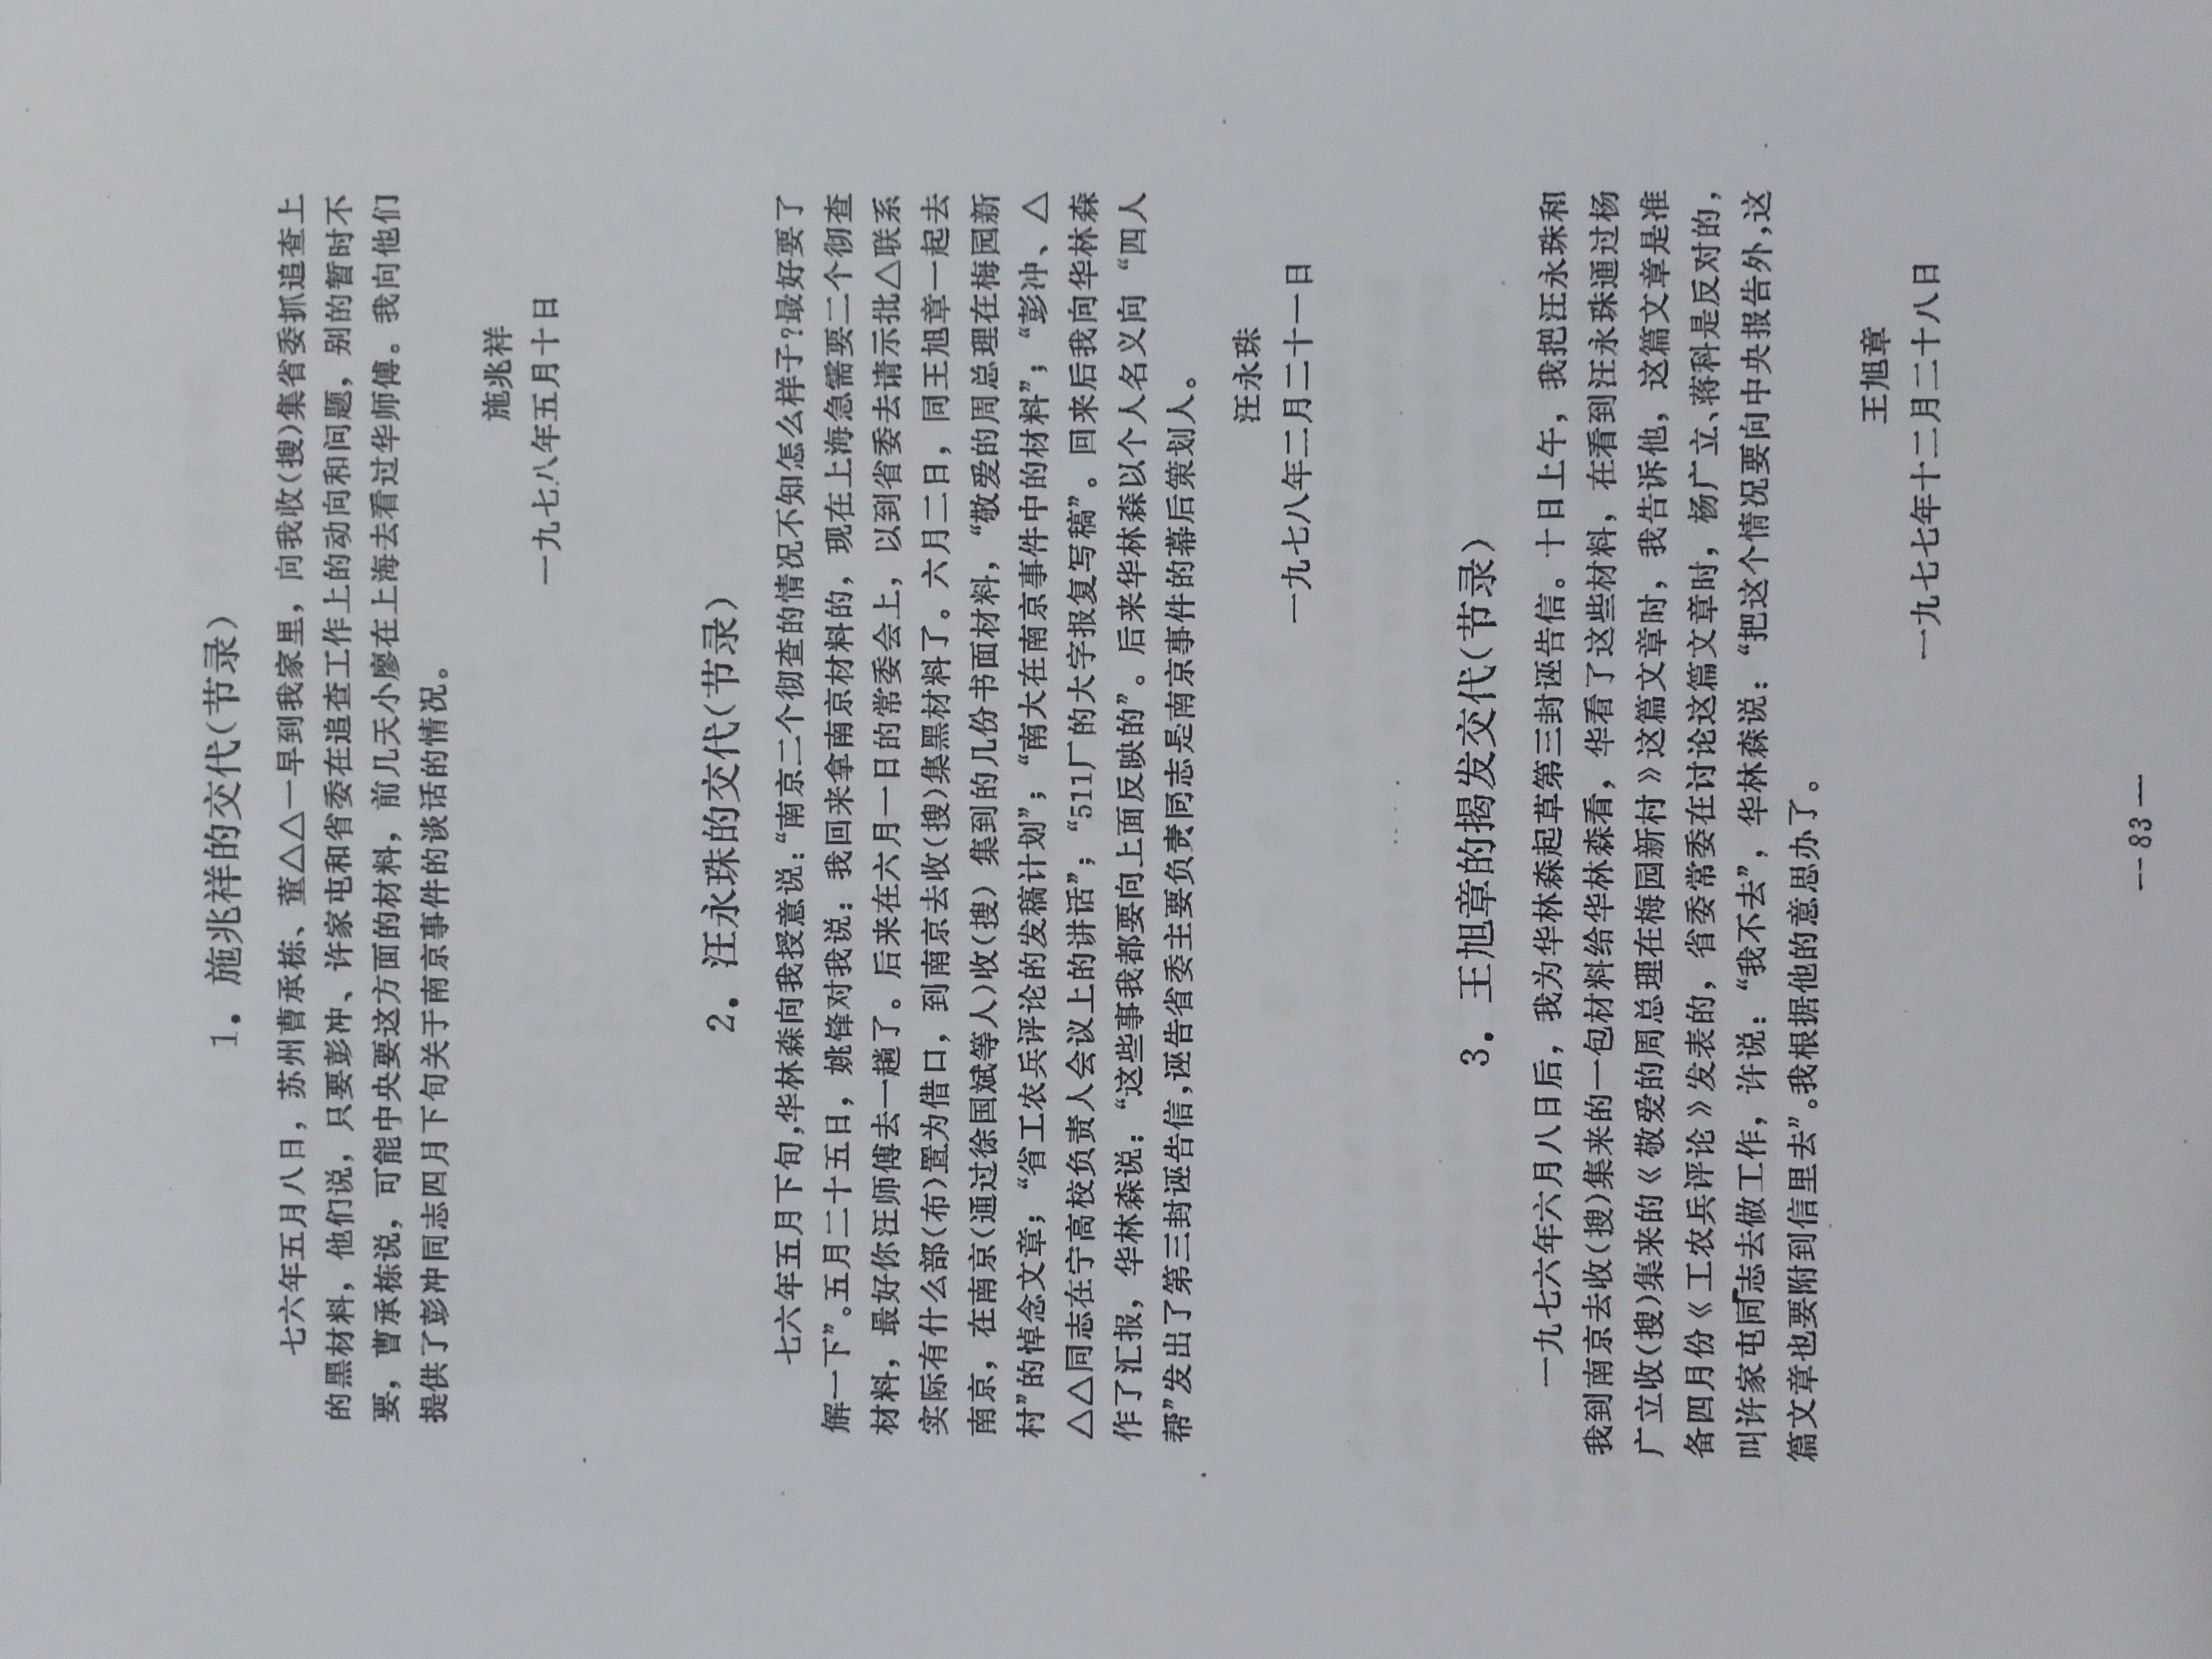 1. 施兆祥的交代(节录)
七六年五月八日，苏州曹承栋、董△△一早到我家里，向我收(搜)集省委抓追查上
的黑材料，他们说，只要彭冲、许家屯和省委在追查工作上的动向和问题，别的暂时不
要，曹承栋说，可能中央要这方面的材料，前几天小廖在上海去看过华师傅。我向他们
提供了彭冲同志四月下旬关于南京事件的谈话的情况。
施兆祥
一九七八年五月十日
2. 汪永珠的交代(节录)
七六年五月下旬，华林森向我授意说：“南京二个彻查的情况不知怎么样子?最好要了
解一下”。五月二十五日，姚锋对我说：我回来拿南京材料的，现在上海急需要二个彻查
材料，最好你汪师傅去一趟了。后来在六月一日的常委会上，以到省委去请示批△联系
实际有什么部(布)置为借口，到南京去收(搜)集黑材料了。六月二日，同王旭章一起去
南京，在南京(通过徐国斌等人)收(搜) 集到的几份书面材料，“敬爱的周总理在梅园新
村”的悼念文章；“省工农兵评论的发稿计划”；“南大在南京事件中的材料”；“彭冲、△
△△同志在宁高校负责人会议上的讲话”；“511厂的大字报复写稿”。回来后我向华林森
作了汇报，华林森说：“这些事我都要向上面反映的”。后来华林森以个人名义向 “四人
帮”发出了第三封诬告信，诬告省委主要负责同志是南京事件的幕后策划人。
汪永珠
一九七八年二月二十一日
3. 王旭章的揭发交代(节录)
一九七六年六月八日后，我为华林森起草第三封诬告信。十日上午，我把汪永珠和
我到南京去收(搜)集来的一包材料给华林森看，华看了这些材料，在看到汪永珠通过杨
广立收(搜)集来的《敬爱的周总理在梅园新村》这篇文章时，我告诉他，这篇文章是准
备四月份《工农兵评论》发表的，省委常委在讨论这篇文章时，杨广立、蒋科是反对的，
叫许家屯同志去做工作，许说：“我不去”，华林森说：“把这个情况要向中央报告外，这
篇文章也要附到信里去”。我根据他的意思办了。
王旭章
一九七七年十二月二十八日
— 83 —